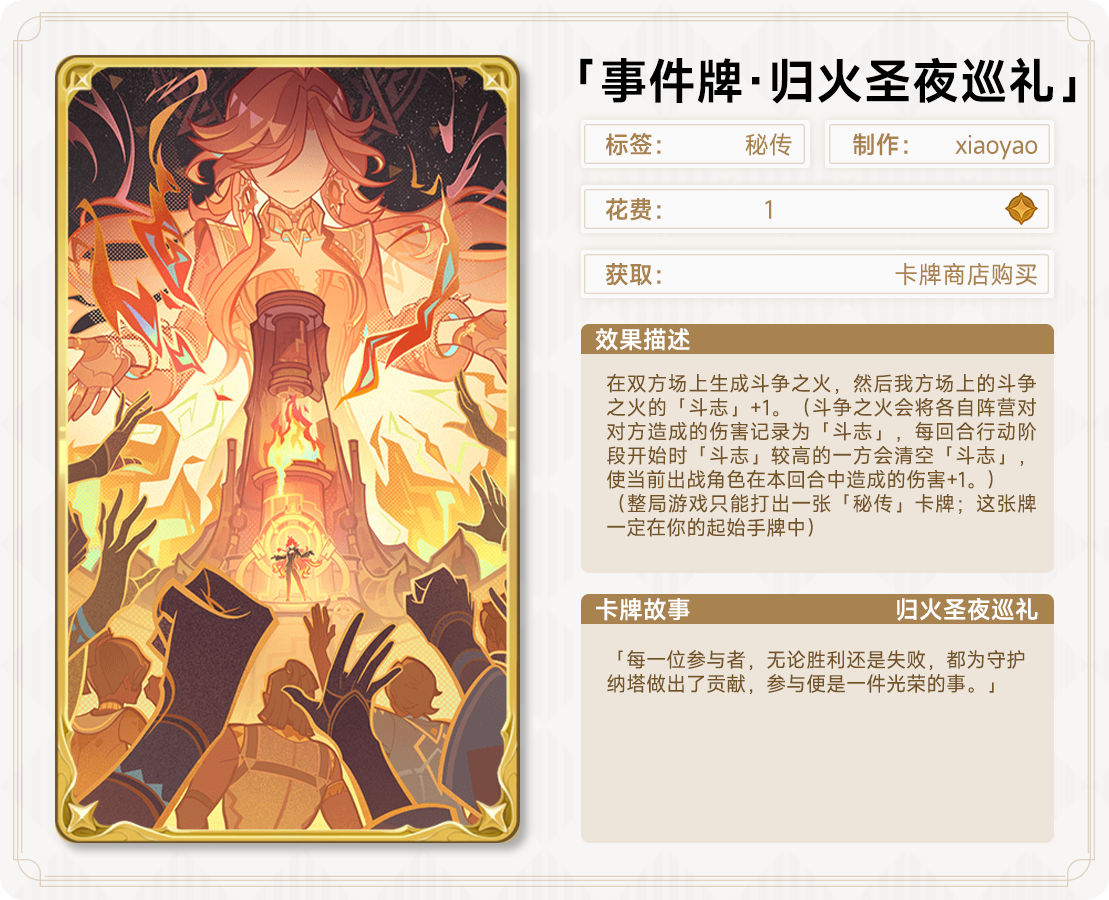 「事件牌·归火圣夜巡礼」
标签： 秘传 制作： xiaoyao
花费： 1
获取： 卡牌商店购买
效果描述
在双方场上生成斗争之火，然后我方场上的斗争
之火的「斗志」+1。（斗争之火会将各自阵营对
对方造成的伤害记录为「斗志」，每回合行动阶
段开始时「斗志」较高的一方会清空「斗志」，
使当前出战角色在本回合中造成的伤害+1。）
（整局游戏只能打出一张「秘传」卡牌；这张牌
一定在你的起始手牌中）
卡牌故事 归火圣夜巡礼
「每一位参与者，无论胜利还是失败，都为守护
纳塔做出了贡献，参与便是一件光荣的事。」